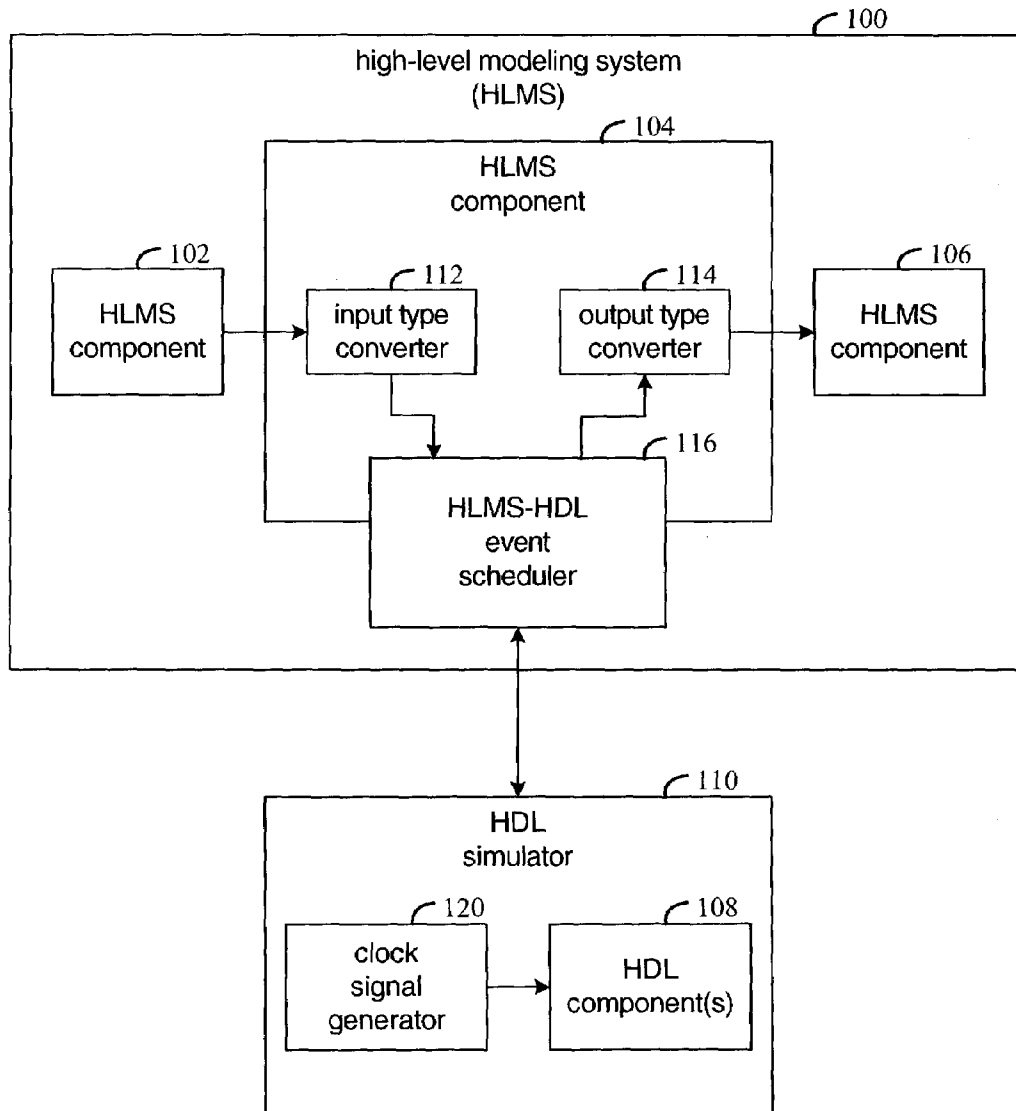 100
high-level modeling system
(HLMS)
104
HLMS
component
102
HLMS
component
112
input type
converter
114
output type
converter
106
HLMS
component
116
HLMS-HDL
event
scheduler
110
HDL
simulator
120
clock
signal
generator
108
HDL
component(s)